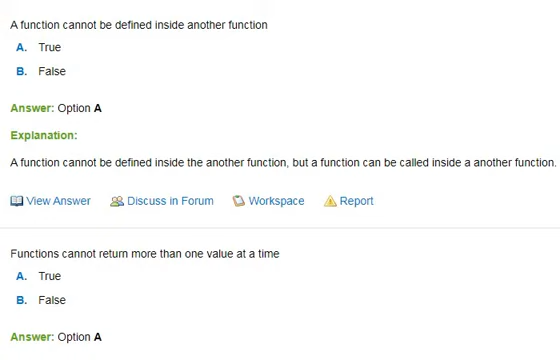 A function cannot be defined inside another function
A. True
B. False
Answer: Option A
Explanation:
A function cannot be defined inside the another function, but a function can be called inside a another function.
View Answer Discuss in Forum Workspace Report
Functions cannot return more than one value at a time
A. True
B. False
Answer: Option A